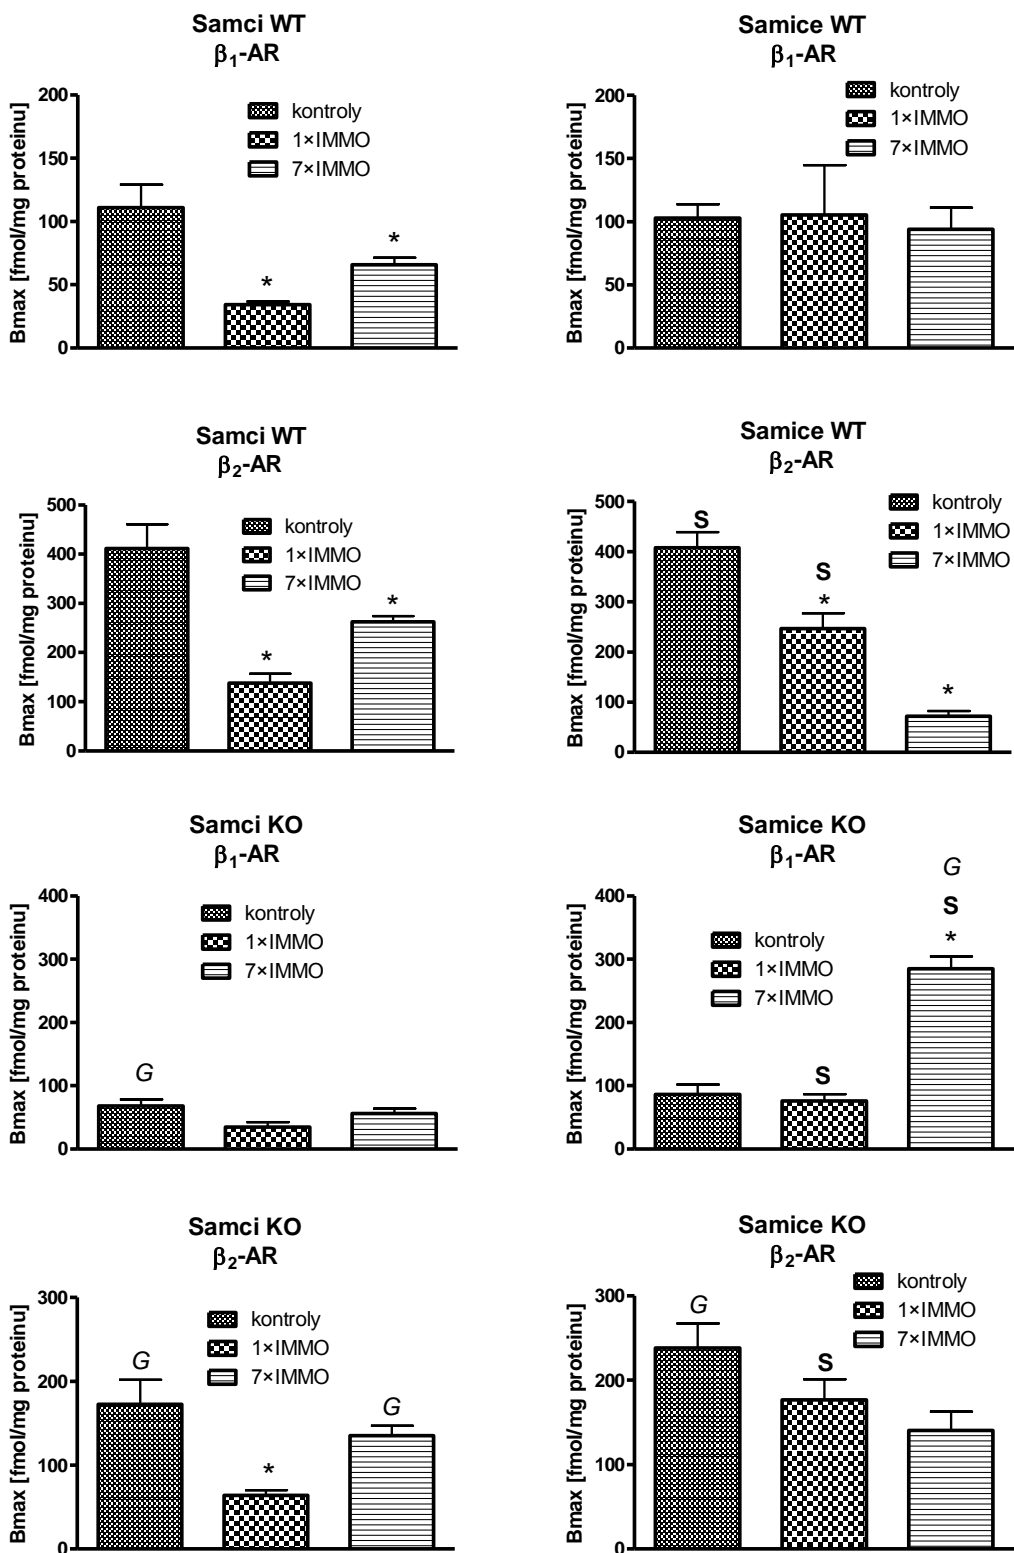 Samci WT
β1-AR
Bmax [fmol/mg proteinu]
200
150
100
50
0
kontroly
1×IMMO
7×IMMO
*
*
Samice WT
β1-AR
Bmax [fmol/mg proteinu]
200
150
100
50
0
kontroly
1×IMMO
7×IMMO
Samci WT
β2-AR
Bmax [fmol/mg proteinu]
500
400
300
200
100
0
kontroly
1×IMMO
7×IMMO
*
*
Samice WT
β2-AR
Bmax [fmol/mg proteinu]
500
400
300
200
100
0
kontroly
1×IMMO
7×IMMO
S
S
*
*
Samci KO
β1-AR
Bmax [fmol/mg proteinu]
400
300
200
100
0
kontroly
1×IMMO
7×IMMO
G
Samice KO
β1-AR
Bmax [fmol/mg proteinu]
400
300
200
100
0
kontroly
1×IMMO
7×IMMO
S
G
S
*
Samci KO
β2-AR
Bmax [fmol/mg proteinu]
300
200
100
0
kontroly
1×IMMO
7×IMMO
G
*
G
Samice KO
β2-AR
Bmax [fmol/mg proteinu]
300
200
100
0
kontroly
1×IMMO
7×IMMO
G
S